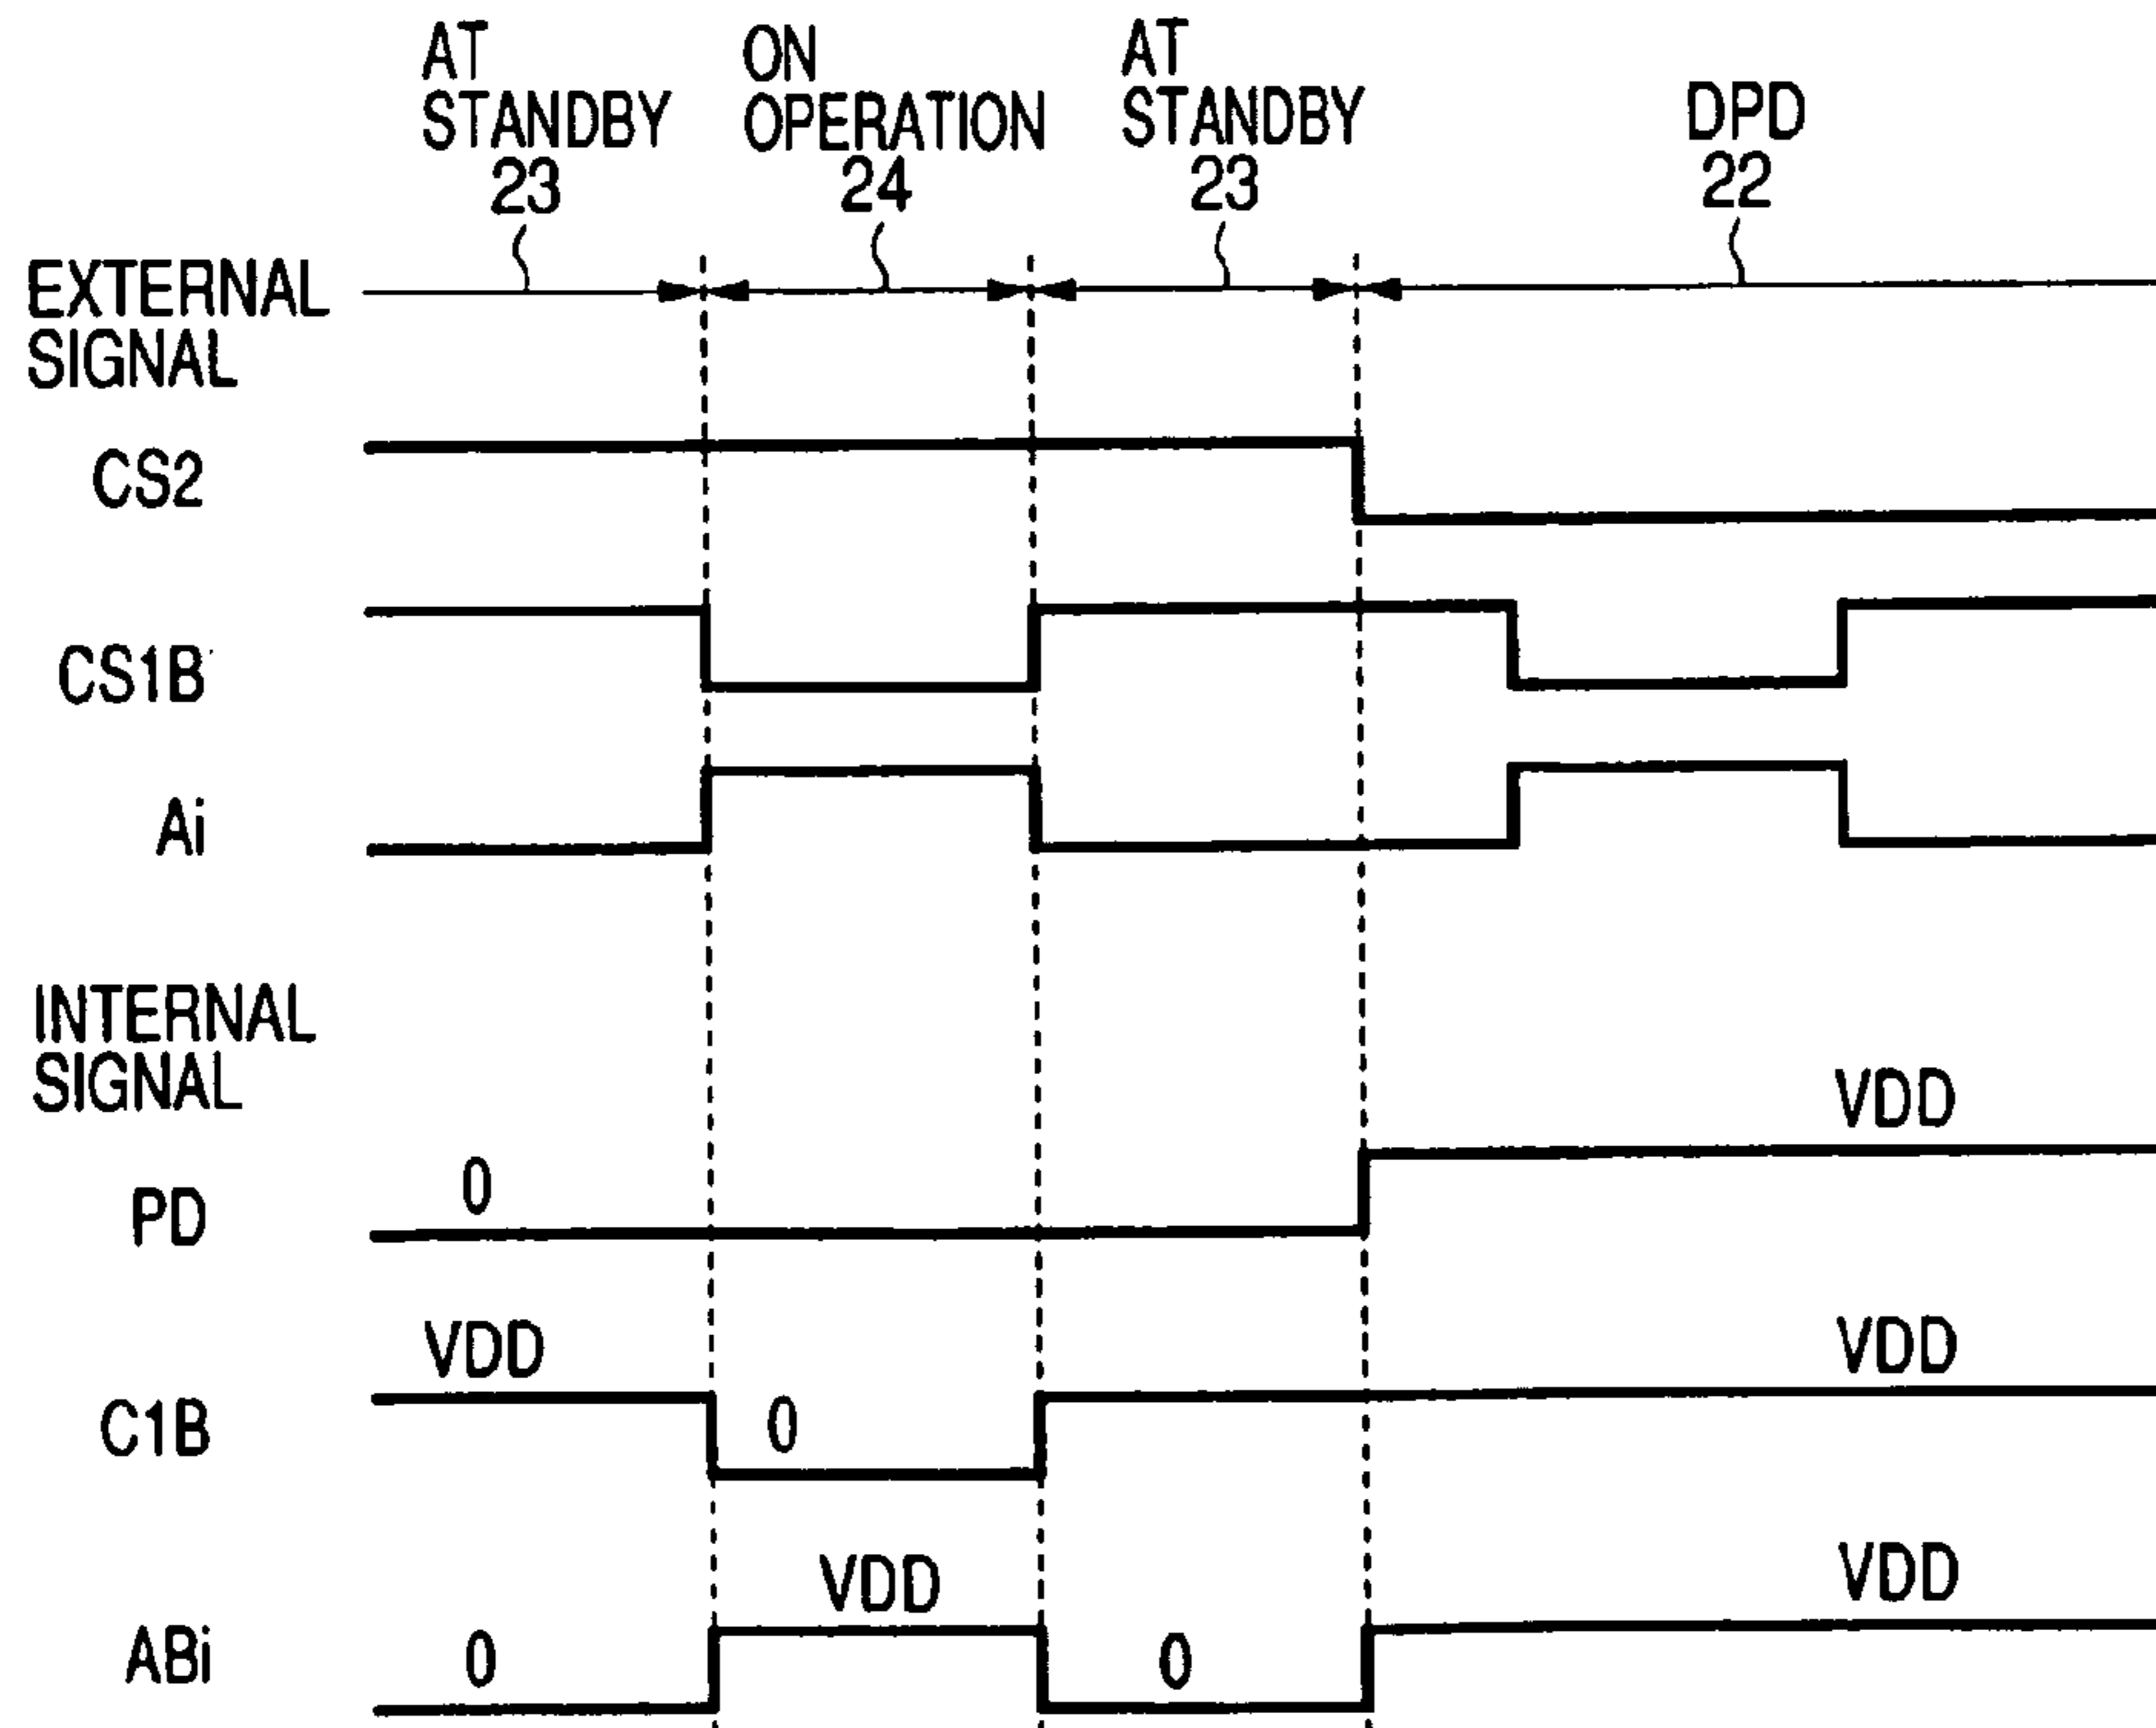 AT
STANDBY
23
ON
OPERATION
24
AT
STANDBY
23
DPD
22
EXTERNAL
SIGNAL
CS2
CS1B
Ai
INTERNAL
SIGNAL
VDD
0
PD
VDD
VDD
0
C1B
VDD
VDD
0
0
ABi